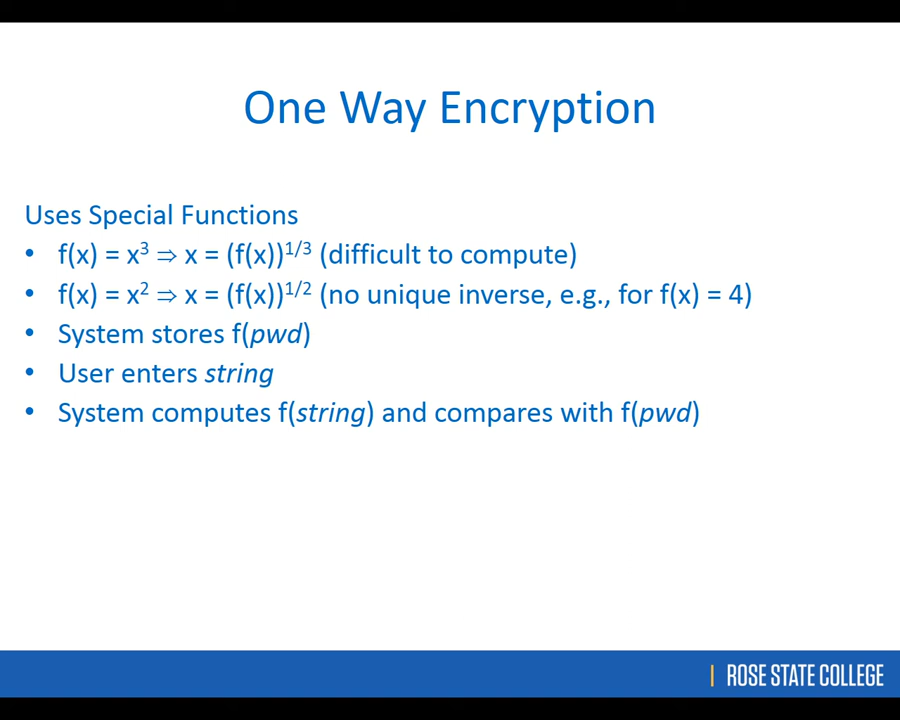 One Way Encryption
Uses Special Functions
• f(x) = x³ ⇒ x = (f(x))^1/3 (difficult to compute)
• f(x) = x² ⇒ x = (f(x))^1/2 (no unique inverse, e.g., for f(x) = 4)
• System stores f(pwd)
• User enters string
• System computes f(string) and compares with f(pwd)
ROSE STATE COLLEGE